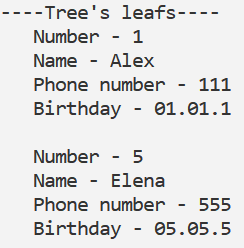 ----Tree's leafs----
Number - 1
Name - Alex
Phone number - 111
Birthday - 01.01.1
Number - 5
Name - Elena
Phone number - 555
Birthday - 05.05.5